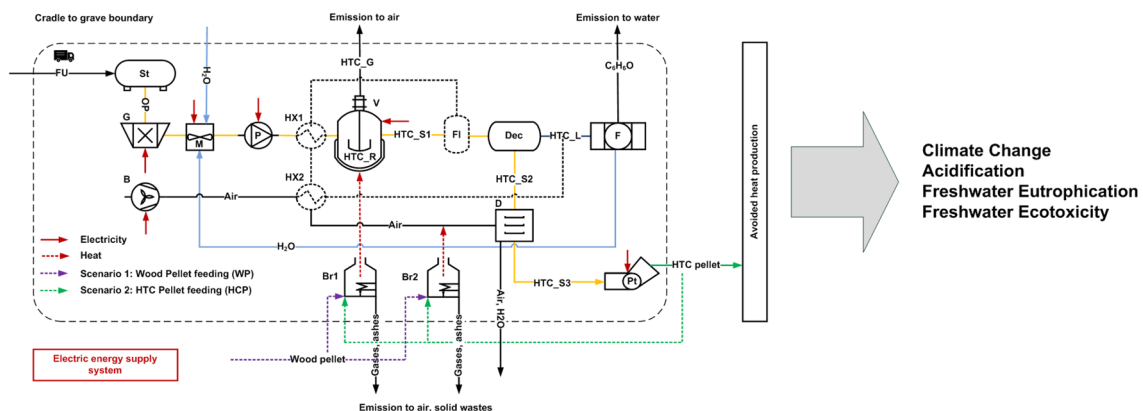 Cradle to grave boundary
Emission to air
Emission to water
FU
St
OP
H₂O
HTC_G
C₆H₆O
G
M
P
HX1
V
HTC_R
HTC_S1
Fl
Dec
HTC_L
F
HX2
HTC_S2
B
Air
Air
D
H₂O
Electricity
Heat
Scenario 1: Wood Pellet feeding (WP)
Scenario 2: HTC Pellet feeding (HCP)
Br1
Br2
HTC_S3
Pt
HTC pellet
Air, H2O
Gases, ashes
Gases, ashes
Wood pellet
Electric energy supply
system
Emission to air, solid wastes
Avoided heat production
Climate Change
Acidification
Freshwater Eutrophication
Freshwater Ecotoxicity